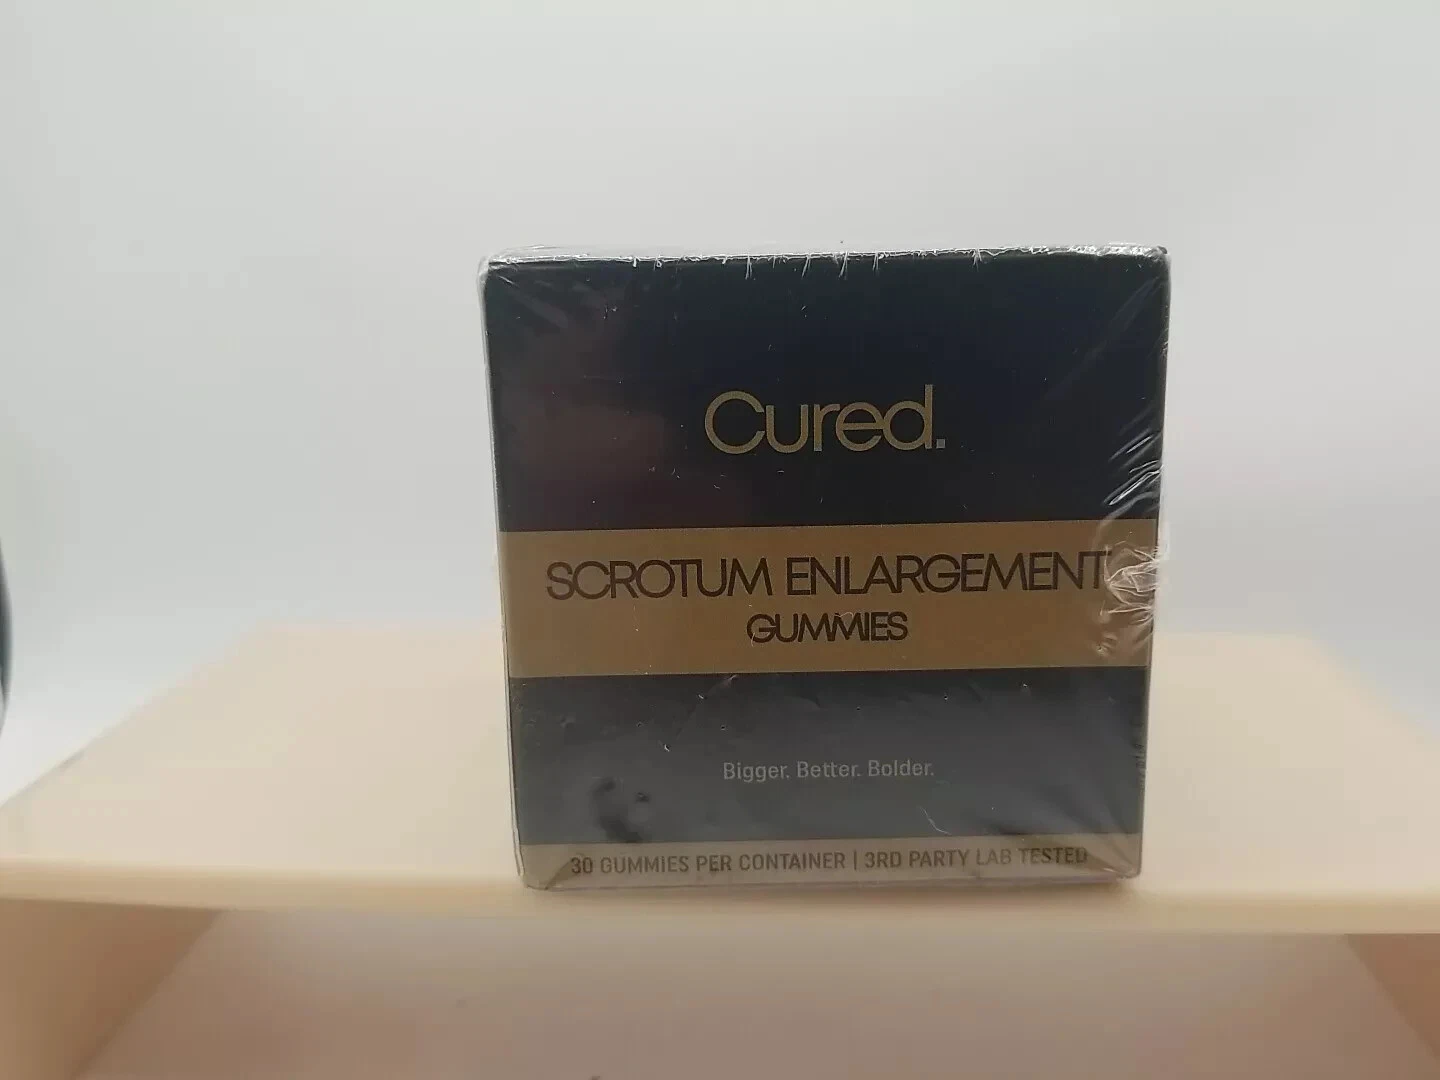 Cured.
SCROTUM ENLARGEMENT
GUMMIES
Bigger. Better. Bolder.
30 GUMMIES PER CONTAINER | 3RD PARTY LAB TESTED